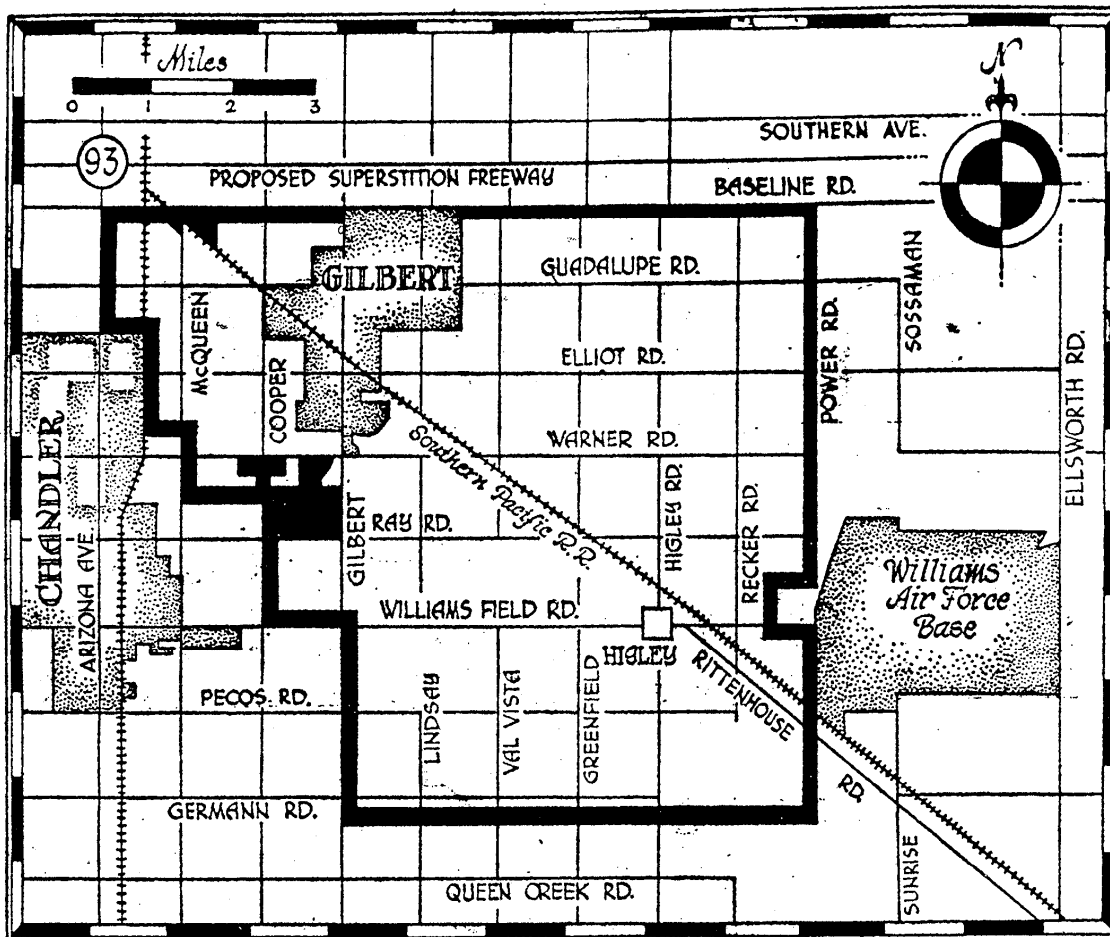 Miles
0 1 2 3
N
93
SOUTHERN AVE.
PROPOSED SUPERSTITION FREEWAY
BASELINE RD.
GILBERT
GUADALUPE RD.
SOSSAMAN
McQUEEN
COOPER
ELLIOT RD.
POWER RD.
ELLSWORTH RD.
CHANDLER
ARIZONA AVE.
WARNER RD.
Southern Pacific R.R.
HIGLEY RD.
RECKER RD.
GILBERT
RAY RD.
Williams
Air Force
Base
WILLIAMS FIELD RD.
HIGLEY
RITTENHOUSE
RD.
PECOS RD.
LINDSAY
VAL VISTA
GREENFIELD
GERMANN RD.
QUEEN CREEK RD.
SUNRISE